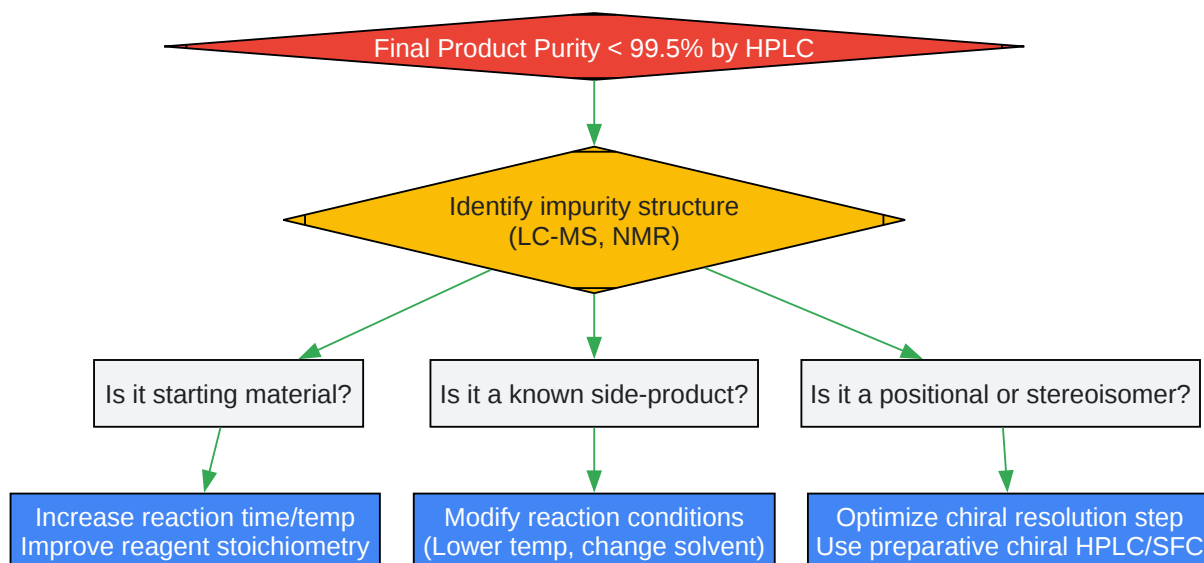 Final Product Purity < 99.5% by HPLC
Identify impurity structure
(LC-MS, NMR)
Is it starting material?
Is it a known side-product?
Is it a positional or stereoisomer?
Increase reaction time/temp
Improve reagent stoichiometry
Modify reaction conditions
(Lower temp, change solvent)
Optimize chiral resolution step
Use preparative chiral HPLC/SFC